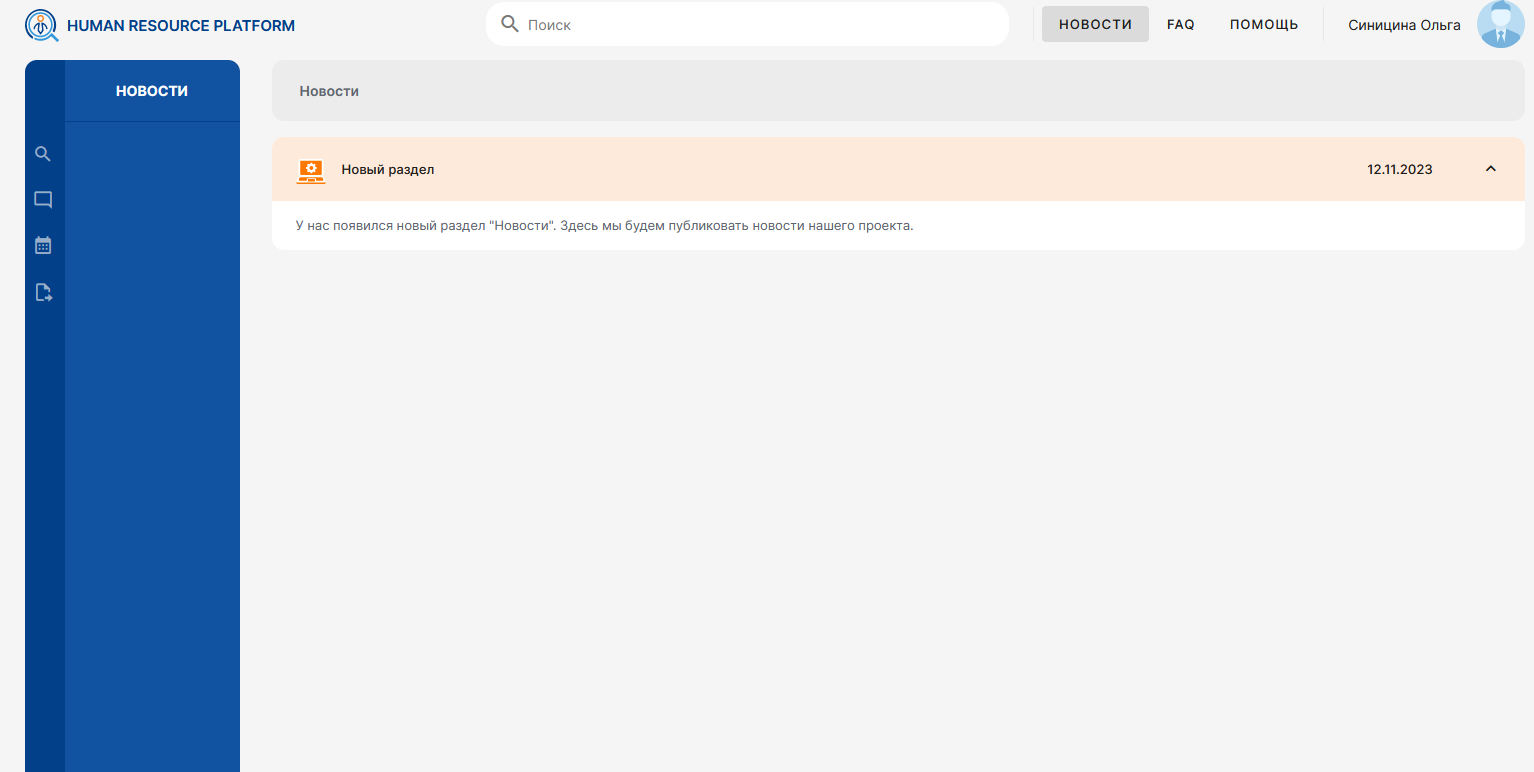 HUMAN RESOURCE PLATFORM
Поиск
НОВОСТИ
FAQ
ПОМОЩЬ
Синицина Ольга
НОВОСТИ
Новости
Новый раздел
12.11.2023
У нас появился новый раздел "Новости". Здесь мы будем публиковать новости нашего проекта.